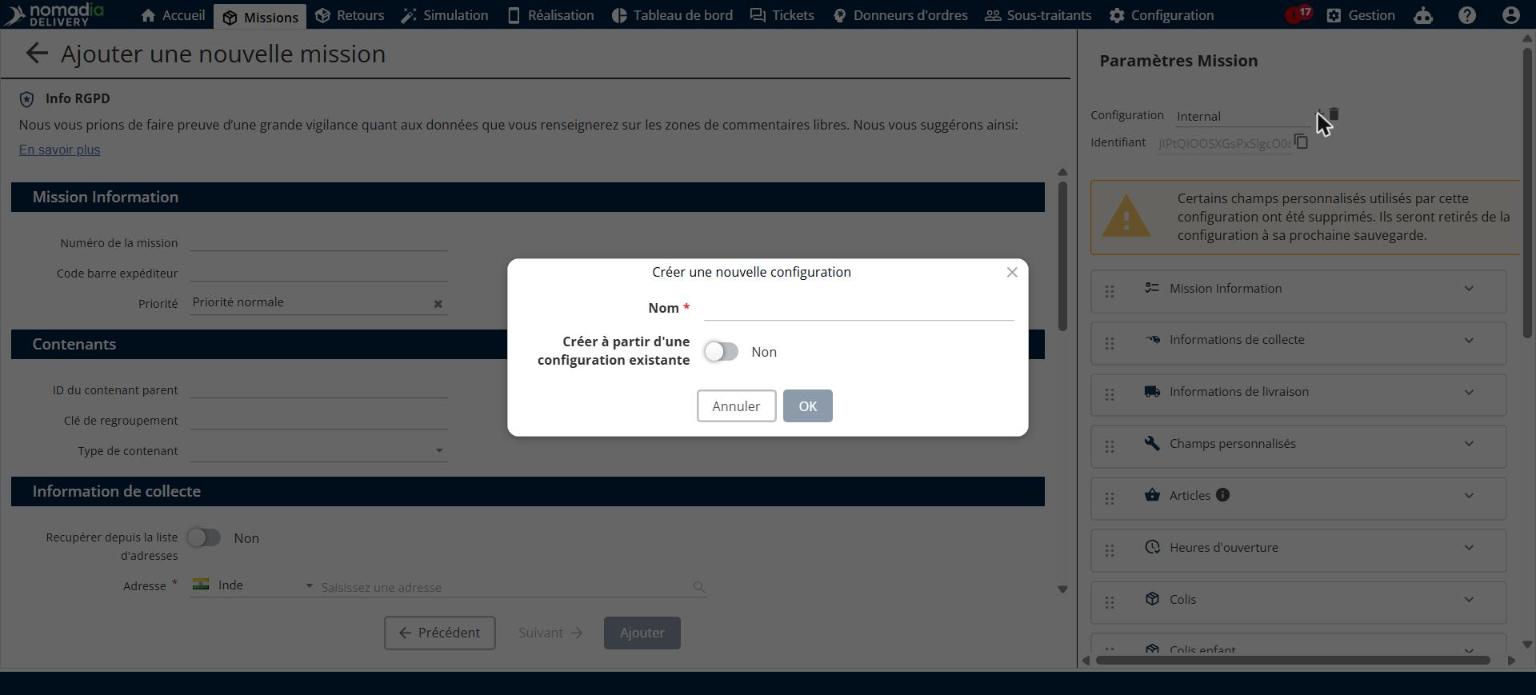 nomadia
DELIVERY
Accueil
Missions
Retours
Simulation
Réalisation
Tableau de bord
Tickets
Donneurs d'ordres
Sous-traitants
Configuration
17
Gestion
Ajouter une nouvelle mission
Info RGPD
Nous vous prions de faire preuve d'une grande vigilance quant aux données que vous renseignerez sur les zones de commentaires libres. Nous vous suggérons ainsi:
En savoir plus
Mission Information
Numéro de la mission
Code barre expéditeur
Priorité
Priorité normale
Contenants
ID du contenant parent
Clé de regroupement
Type de contenant
Information de collecte
Recupérer depuis la liste
d'adresses
Non
Adresse *
Inde
Saisissez une adresse
Précédent
Suivant
Ajouter
Créer une nouvelle configuration
Nom *
Créer à partir d'une
configuration existante
Non
Annuler
OK
Paramètres Mission
Configuration
Internal
Identifiant
Certains champs personnalisés utilisés par cette
configuration ont été supprimés. Ils seront retirés de la
configuration à sa prochaine sauvegarde.
Mission Information
Informations de collecte
Informations de livraison
Champs personnalisés
Articles
Heures d'ouverture
Colis
Colis enfant